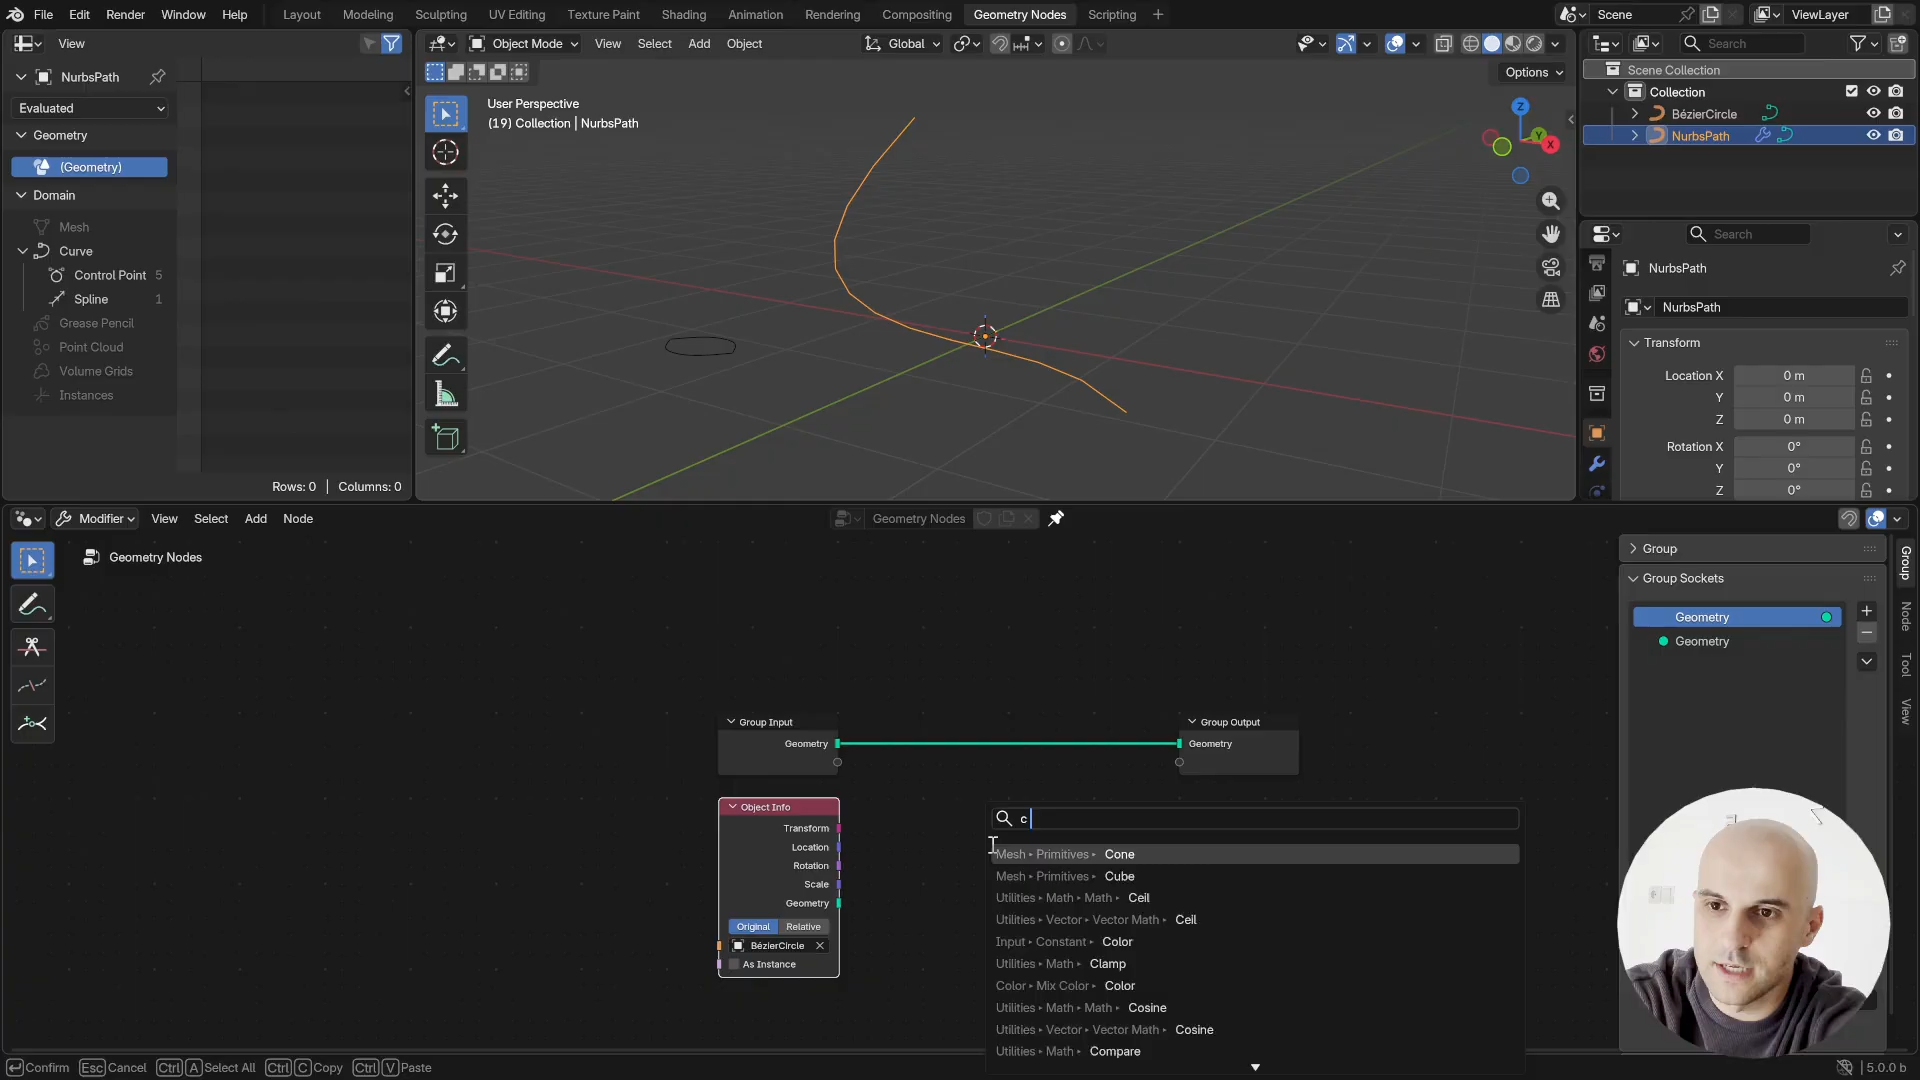 File Edit Render Window Help Layout Modeling Sculpting UV Editing Texture Paint Shading Animation Rendering Compositing Geometry Nodes Scripting Scene ViewLayer
View Object Mode View Select Add Object Global Search
Options
NurbsPath
Evaluated
Geometry
(Geometry)
Domain
Mesh
Curve
Control Point 5
Spline 1
Grease Pencil
Point Cloud
Volume Grids
Instances
Rows: 0 | Columns: 0
User Perspective
(19) Collection | NurbsPath
Z
Y
X
Scene Collection
Collection
BézierCircle
NurbsPath
Search
NurbsPath
NurbsPath
Transform
Location X 0 m
Y 0 m
Z 0 m
Rotation X 0°
Y 0°
Z 0°
Modifier View Select Add Node Geometry Nodes
Geometry Nodes
Group Input
Geometry
Group Output
Geometry
Object Info
Transform
Location
Rotation
Scale
Geometry
Original Relative
BézierCircle
As Instance
c
Mesh ▸ Primitives ▸ Cone
Mesh ▸ Primitives ▸ Cube
Utilities ▸ Math ▸ Math ▸ Ceil
Utilities ▸ Vector ▸ Vector Math ▸ Ceil
Input ▸ Constant ▸ Color
Utilities ▸ Math ▸ Clamp
Color ▸ Mix Color ▸ Color
Utilities ▸ Math ▸ Math ▸ Cosine
Utilities ▸ Vector ▸ Vector Math ▸ Cosine
Utilities ▸ Math ▸ Compare
Group
Group Sockets
Geometry
Geometry
Group
Node
Tool
View
Confirm Esc Cancel Ctrl A Select All Ctrl C Copy Ctrl V Paste 5.0.0 b